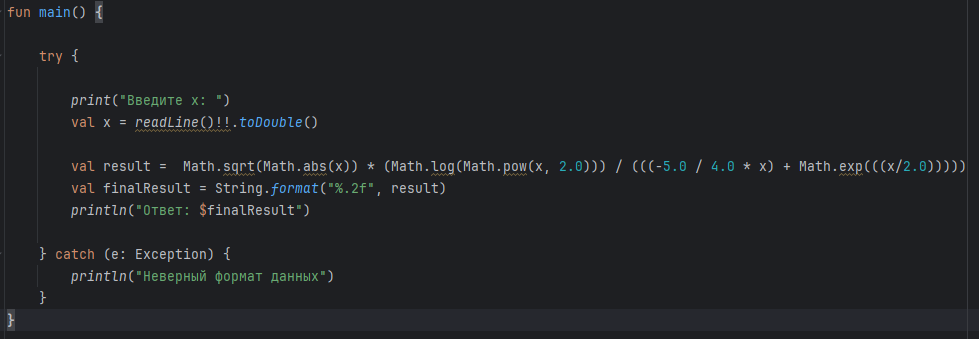 fun main() {
try {
print("Введите x: ")
val x = readLine()!!.toDouble()
val result =  Math.sqrt(Math.abs(x)) * (Math.log(Math.pow(x, 2.0))) / (((-5.0 / 4.0 * x) + Math.exp(((x/2.0)))))
val finalResult = String.format("%.2f", result)
println("Ответ: $finalResult")
} catch (e: Exception) {
println("Неверный формат данных")
}
}